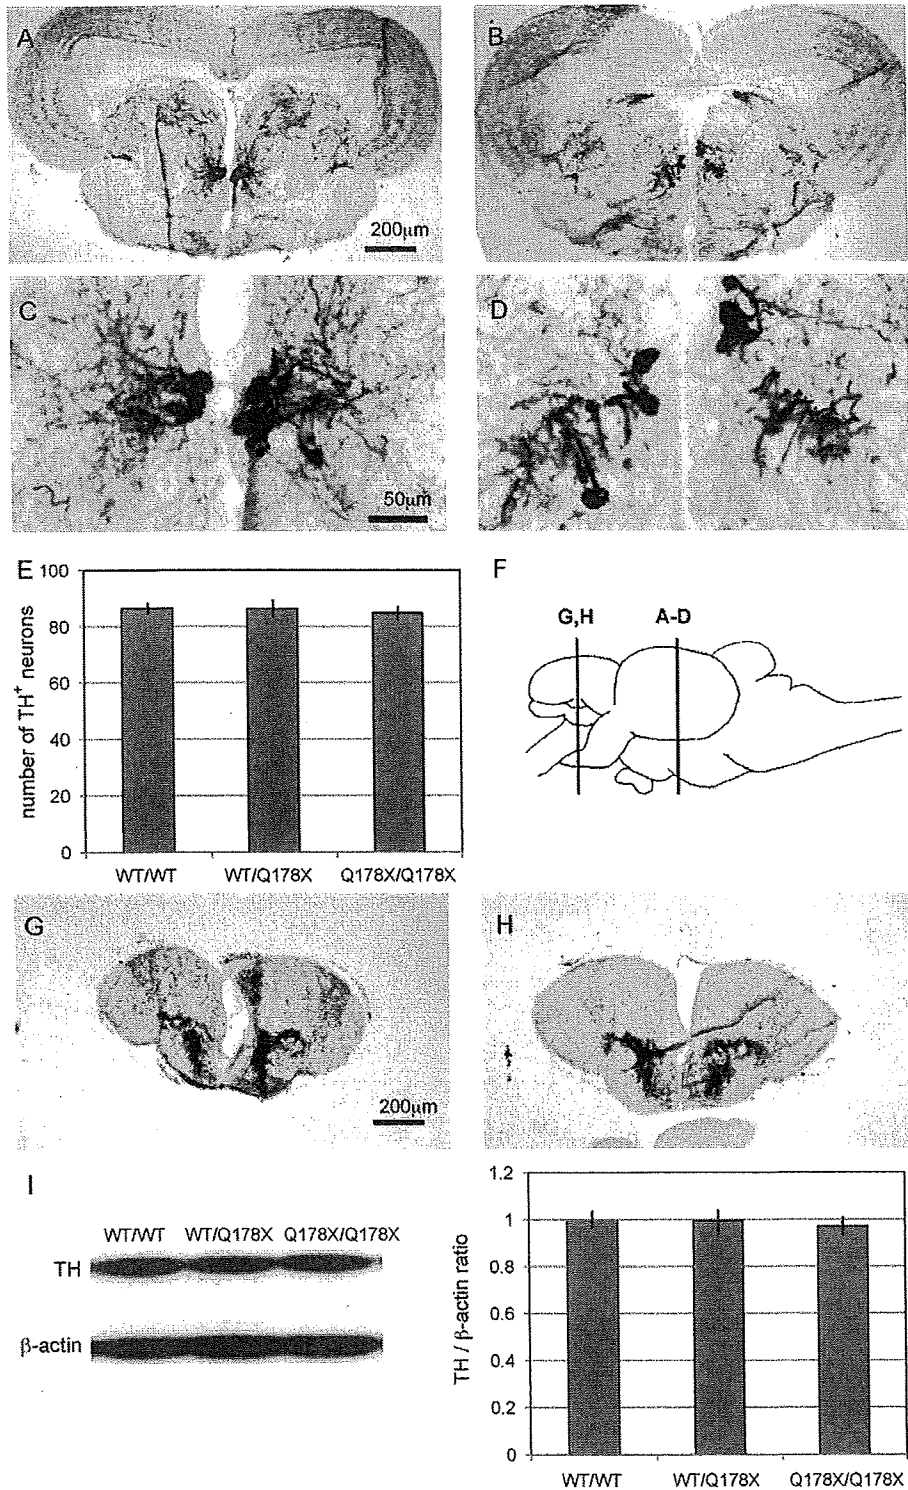 A
B
200μm
C
D
50μm
E
100
80
60
40
20
0
number of TH⁺ neurons
WT/WT WT/Q178X Q178X/Q178X
F
G,H A-D
G
H
200μm
I
WT/WT WT/Q178X Q178X/Q178X
TH
β-actin
1.2
1
0.8
0.6
0.4
0.2
0
TH / β-actin ratio
WT/WT WT/Q178X Q178X/Q178X